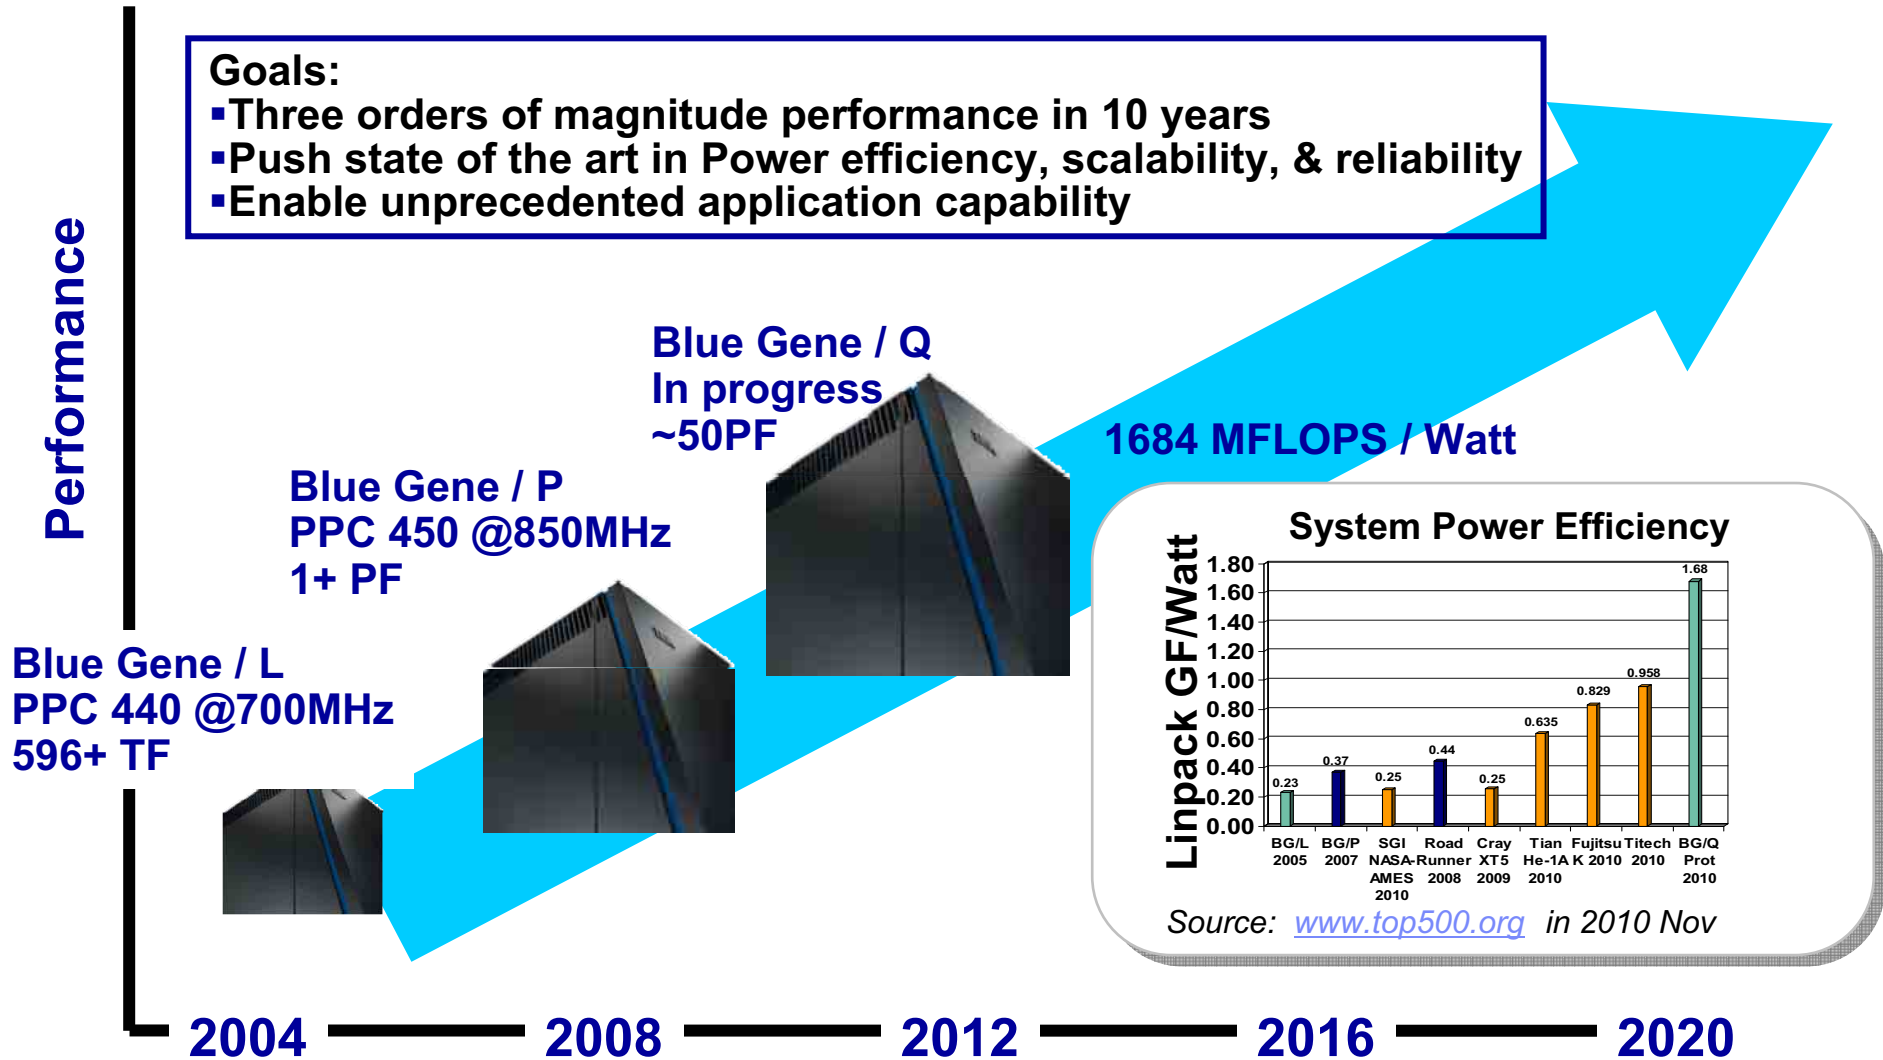 Goals:
▪Three orders of magnitude performance in 10 years
▪Push state of the art in Power efficiency, scalability, & reliability
▪Enable unprecedented application capability
Performance
Blue Gene / Q
In progress
~50PF
1684 MFLOPS / Watt
Blue Gene / P
PPC 450 @850MHz
1+ PF
Blue Gene / L
PPC 440 @700MHz
596+ TF
System Power Efficiency
Linpack GF/Watt
1.80
1.60
1.40
1.20
1.00
0.80
0.60
0.40
0.20
0.00
0.23
0.37
0.25
0.44
0.25
0.635
0.829
0.958
1.68
BG/L
2005
BG/P
2007
SGI
NASA-
AMES
2010
Road
Runner
2008
Cray
XT5
2009
Tian
He-1A
2010
Fujitsu
K 2010
Titech
2010
BG/Q
Prot
2010
Source: www.top500.org in 2010 Nov
2004 2008 2012 2016 2020